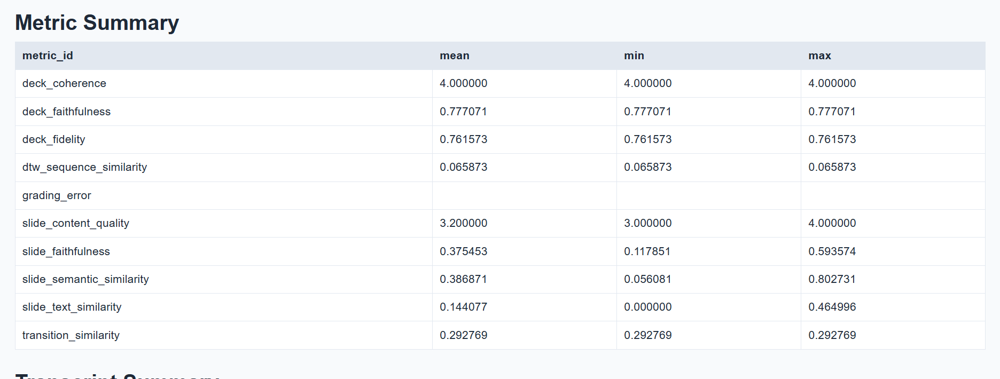 Metric Summary
metric_id mean min max
deck_coherence 4.000000 4.000000 4.000000
deck_faithfulness 0.777071 0.777071 0.777071
deck_fidelity 0.761573 0.761573 0.761573
dtw_sequence_similarity 0.065873 0.065873 0.065873
grading_error
slide_content_quality 3.200000 3.000000 4.000000
slide_faithfulness 0.375453 0.117851 0.593574
slide_semantic_similarity 0.386871 0.056081 0.802731
slide_text_similarity 0.144077 0.000000 0.464996
transition_similarity 0.292769 0.292769 0.292769
Transcript Summary